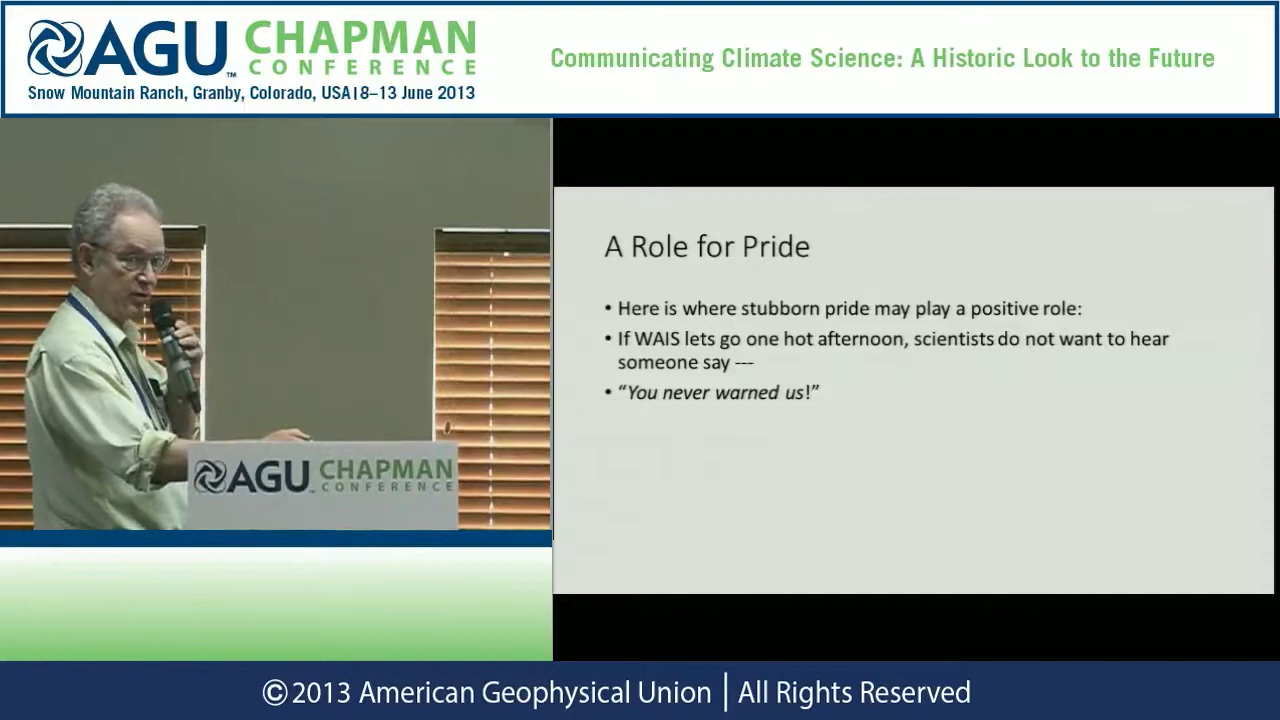 AGU CHAPMAN
CONFERENCE
Snow Mountain Ranch, Granby, Colorado, USA|8–13 June 2013
Communicating Climate Science: A Historic Look to the Future
A Role for Pride
• Here is where stubborn pride may play a positive role:
• If WAIS lets go one hot afternoon, scientists do not want to hear
someone say ---
• “You never warned us!”
AGU CHAPMAN
CONFERENCE
©2013 American Geophysical Union | All Rights Reserved